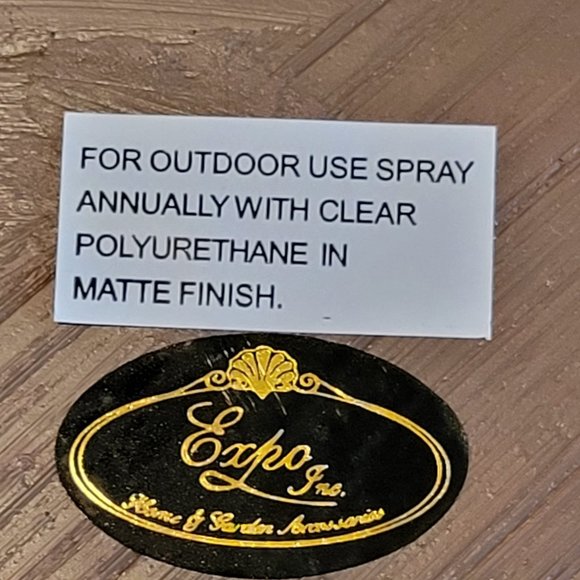 FOR OUTDOOR USE SPRAY
ANNUALLY WITH CLEAR
POLYURETHANE IN
MATTE FINISH.
Expo
Inc.
Home & Garden Accessories